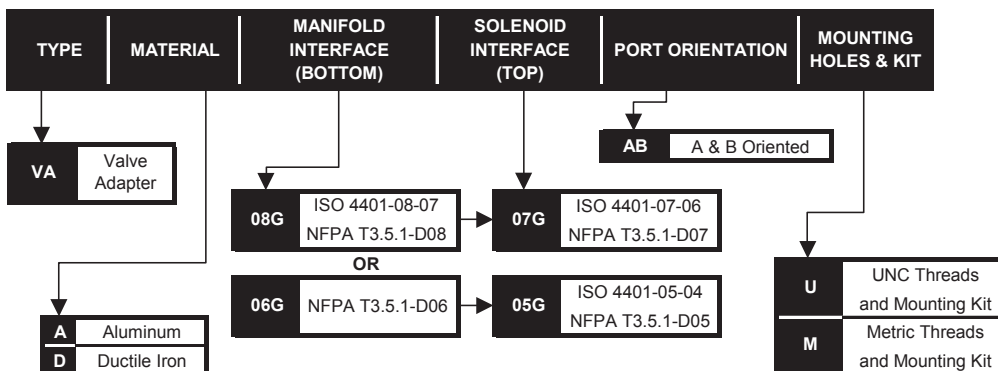 TYPE
MATERIAL
MANIFOLD
INTERFACE
(BOTTOM)
SOLENOID
INTERFACE
(TOP)
PORT ORIENTATION
MOUNTING
HOLES & KIT
VA
Valve
Adapter
AB
A & B Oriented
08G
ISO 4401-08-07
NFPA T3.5.1-D08
07G
ISO 4401-07-06
NFPA T3.5.1-D07
OR
06G
NFPA T3.5.1-D06
05G
ISO 4401-05-04
NFPA T3.5.1-D05
A
Aluminum
D
Ductile Iron
U
UNC Threads
and Mounting Kit
M
Metric Threads
and Mounting Kit